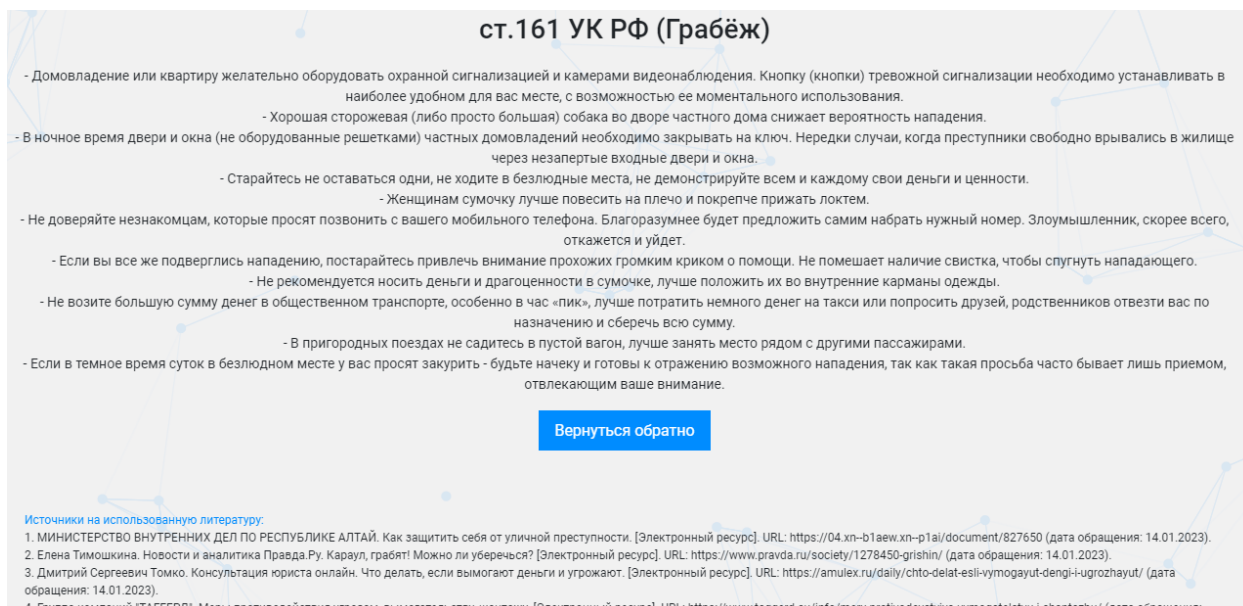 ст.161 УК РФ (Грабёж)
- Домовладение или квартиру желательно оборудовать охранной сигнализацией и камерами видеонаблюдения. Кнопку (кнопки) тревожной сигнализации необходимо устанавливать в
наиболее удобном для вас месте, с возможностью ее моментального использования.
- Хорошая сторожевая (либо просто большая) собака во дворе частного дома снижает вероятность нападения.
- В ночное время двери и окна (не оборудованные решетками) частных домовладений необходимо закрывать на ключ. Нередки случаи, когда преступники свободно врывались в жилище
через незапертые входные двери и окна.
- Старайтесь не оставаться одни, не ходите в безлюдные места, не демонстрируйте всем и каждому свои деньги и ценности.
- Женщинам сумочку лучше повесить на плечо и покрепче прижать локтем.
- Не доверяйте незнакомцам, которые просят позвонить с вашего мобильного телефона. Благоразумнее будет предложить самим набрать нужный номер. Злоумышленник, скорее всего,
откажется и уйдет.
- Если вы все же подверглись нападению, постарайтесь привлечь внимание прохожих громким криком о помощи. Не помешает наличие свистка, чтобы спугнуть нападающего.
- Не рекомендуется носить деньги и драгоценности в сумочке, лучше положить их во внутренние карманы одежды.
- Не возите большую сумму денег в общественном транспорте, особенно в час «пик», лучше потратить немного денег на такси или попросить друзей, родственников отвезти вас по
назначению и сберечь всю сумму.
- В пригородных поездах не садитесь в пустой вагон, лучше занять место рядом с другими пассажирами.
- Если в темное время суток в безлюдном месте у вас просят закурить - будьте начеку и готовы к отражению возможного нападения, так как такая просьба часто бывает лишь приемом,
отвлекающим ваше внимание.
Вернуться обратно
Источники на использованную литературу:
1. МИНИСТЕРСТВО ВНУТРЕННИХ ДЕЛ ПО РЕСПУБЛИКЕ АЛТАЙ. Как защитить себя от уличной преступности. [Электронный ресурс]. URL: https://04.xn--b1aew.xn--p1ai/document/827650 (дата обращения: 14.01.2023).
2. Елена Тимошкина. Новости и аналитика Правда.Ру. Караул, грабят! Можно ли уберечься? [Электронный ресурс]. URL: https://www.pravda.ru/society/1278450-grishin/ (дата обращения: 14.01.2023).
3. Дмитрий Сергеевич Томко. Консультация юриста онлайн. Что делать, если вымогают деньги и угрожают. [Электронный ресурс]. URL: https://amulex.ru/daily/chto-delat-esli-vymogayut-dengi-i-ugrozhayut/ (дата
обращения: 14.01.2023).